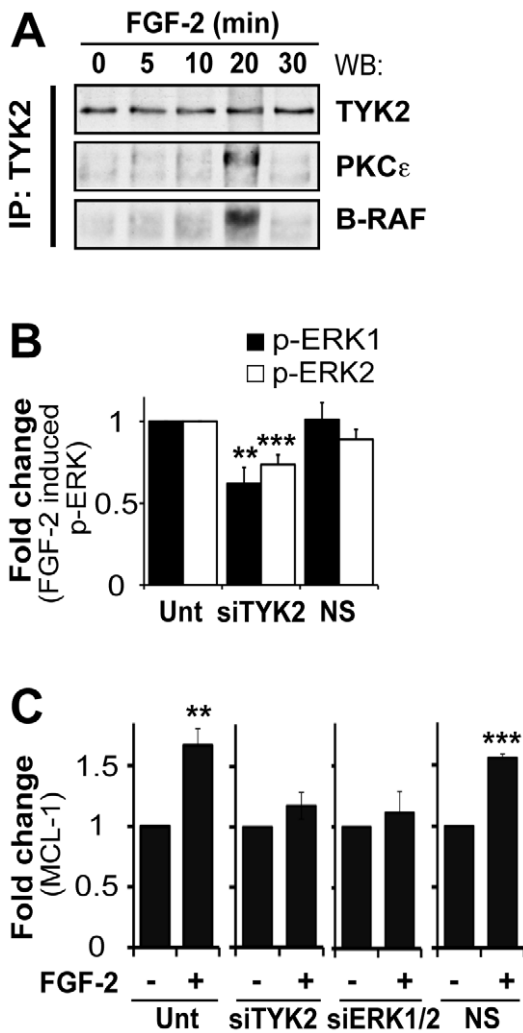 A
FGF-2 (min)
0 5 10 20 30 WB:
IP: TYK2
TYK2
PKCε
B-RAF
B
p-ERK1
p-ERK2
Fold change
(FGF-2 induced
p-ERK)
1
0.5
0
** ***
Unt siTYK2 NS
C
Fold change
(MCL-1)
1.5
1
0.5
0
** ***
FGF-2 - + - + - + - +
Unt siTYK2 siERK1/2 NS